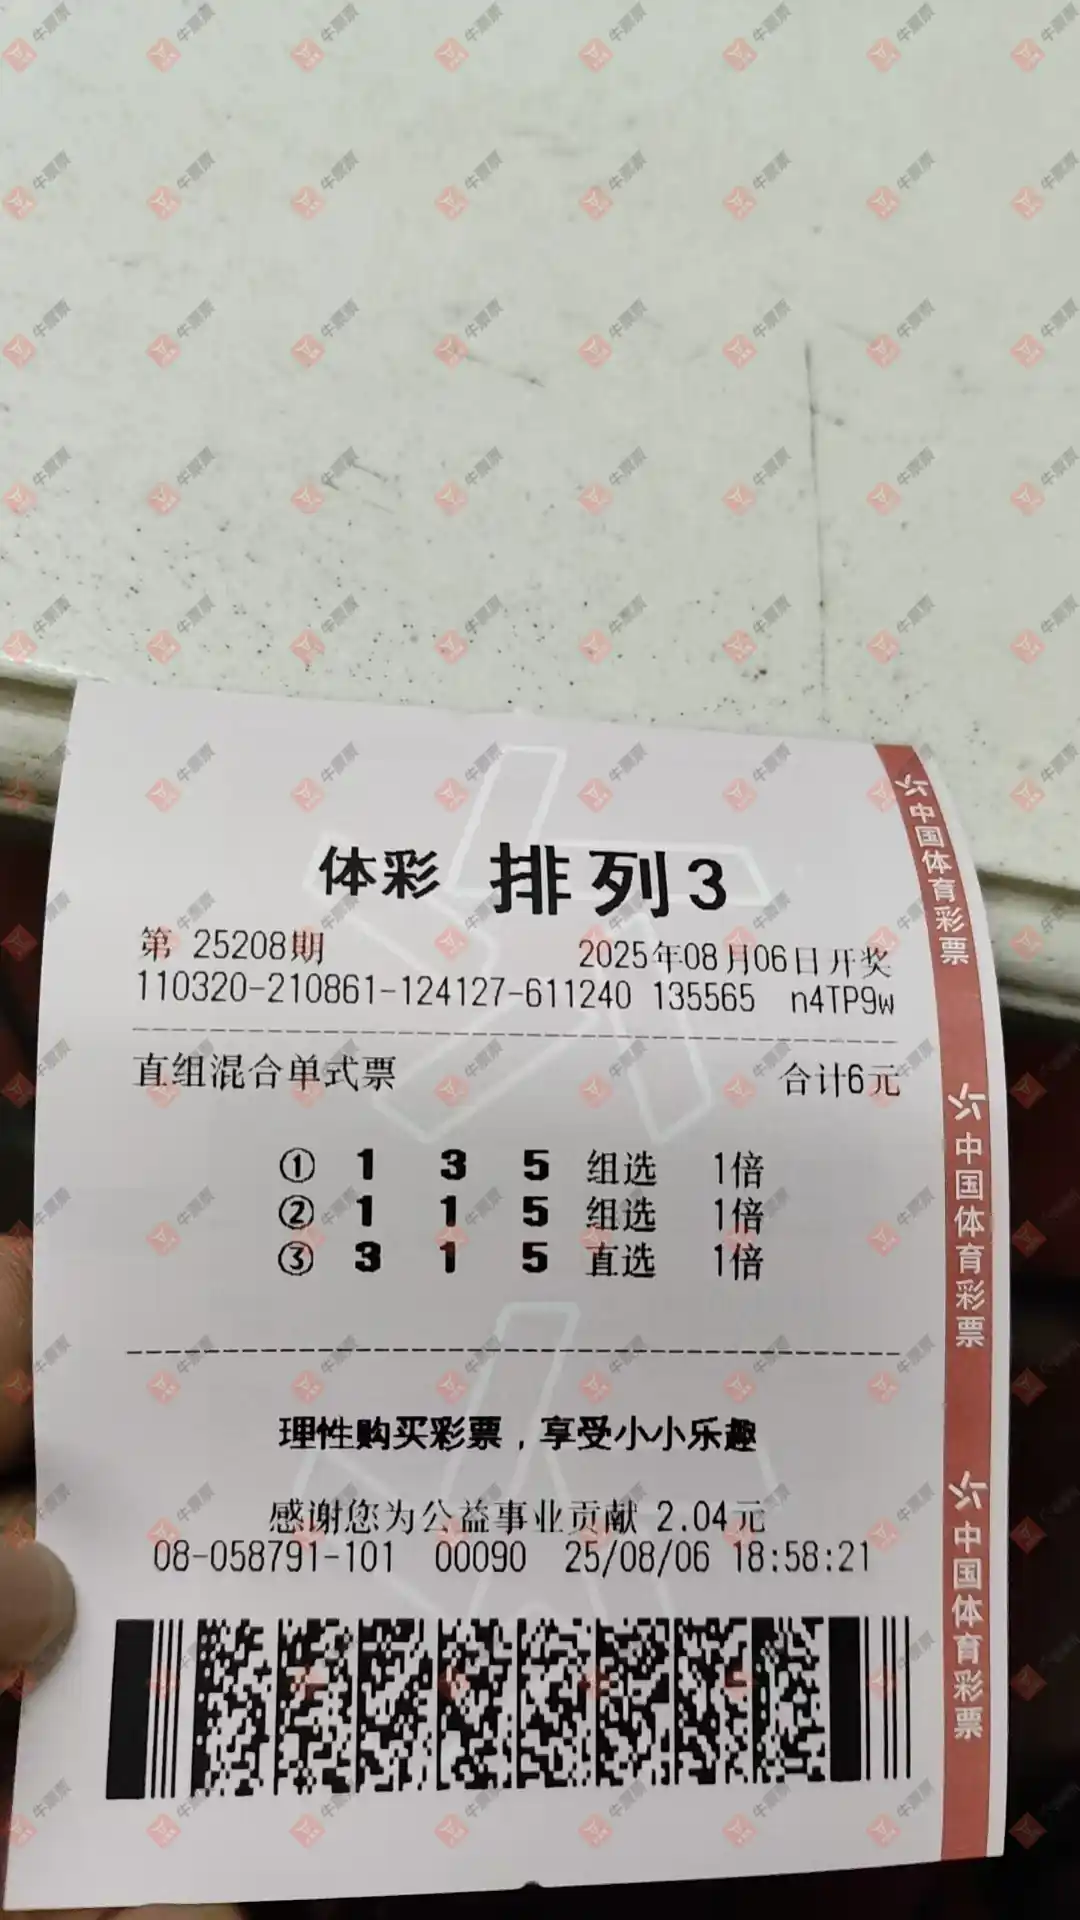 体彩 排列3
第 25208期 2025年08月06日开奖
110320-210861-124127-611240 135565 n4TP9w
直组混合单式票 合计6元
① 1 3 5 组选 1倍
② 1 1 5 组选 1倍
③ 3 1 5 直选 1倍
理性购买彩票，享受小小乐趣
感谢您为公益事业贡献 2.04元
08-058791-101 00090 25/08/06 18:58:21
中国体育彩票
中国体育彩票
中国体育彩票
牛票票